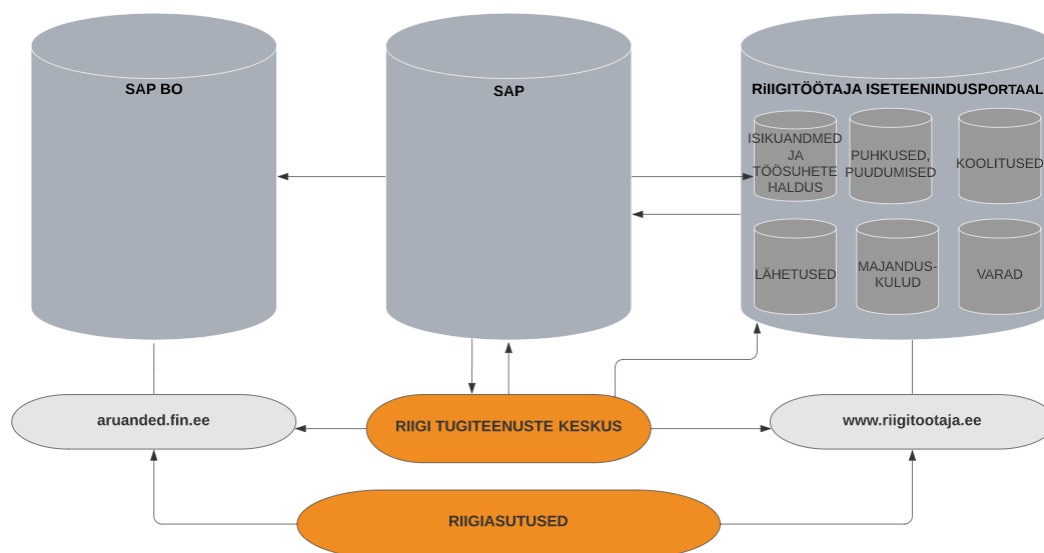 SAP BO
SAP
RiIIGITÖÖTAJA ISETEENINDUSPORTAAL
ISIKUANDMED
JA
TÖÖSUHETE
HALDUS
PUHKUSED,
PUUDUMISED
KOOLITUSED
LÄHETUSED
MAJANDUS-
KULUD
VARAD
aruanded.fin.ee
RIIGI TUGITEENUSTE KESKUS
www.riigitootaja.ee
RIIGIASUTUSED